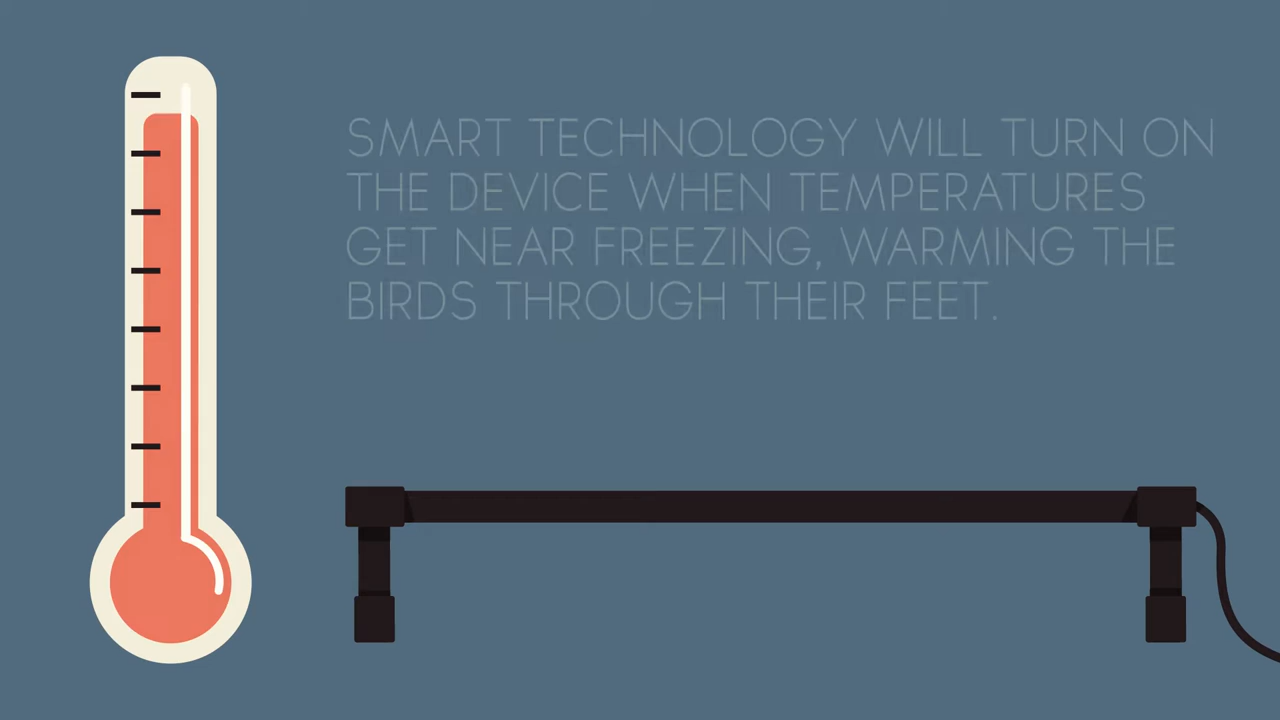 SMART TECHNOLOGY WILL TURN ON
THE DEVICE WHEN TEMPERATURES
GET NEAR FREEZING, WARMING THE
BIRDS THROUGH THEIR FEET.